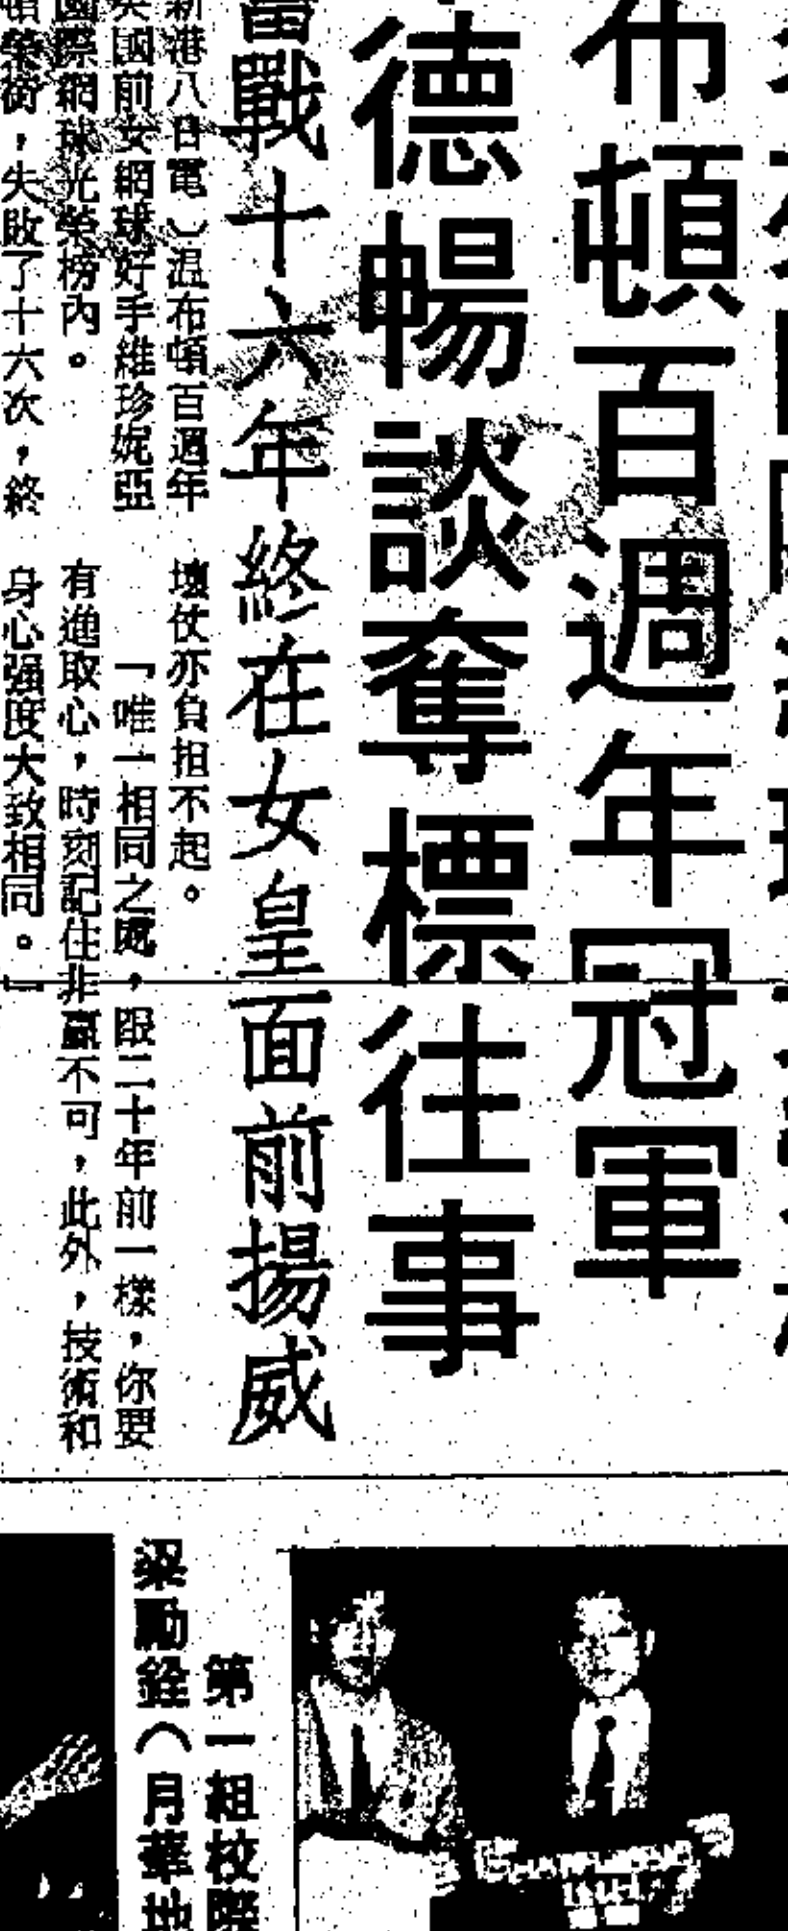 布頓百週年冠軍
德暢談奪標往事
奮戰十六年終在女皇面前揚威
新港八日電）温布頓百週年
英國前女網球好手維珍妮亞
國際網球光榮榜內。
頓榮銜，失敗了十六次，終
壞仗亦負担不起。
「唯一相同之處，跟二十年前一樣，你要
有進取心，時刻記住非贏不可，此外，技術和
身心强度大致相同。」
第一組校際
梁勵銓（月華地